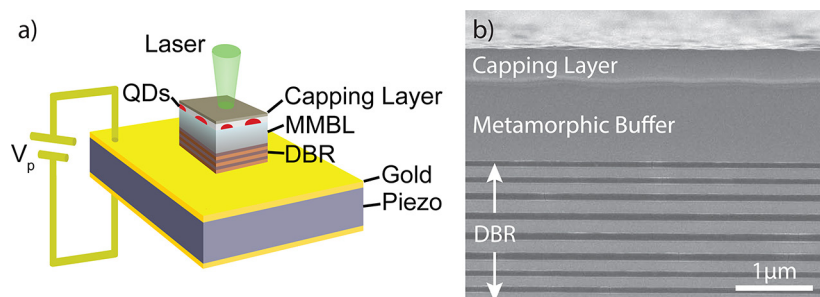 a)
Laser
QDs
Capping Layer
MMBL
DBR
Gold
Piezo
Vp
b)
Capping Layer
Metamorphic Buffer
DBR
1μm